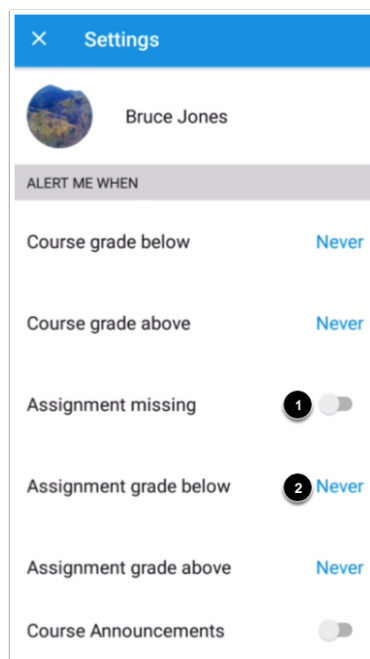 × Settings
Bruce Jones
ALERT ME WHEN
Course grade below Never
Course grade above Never
Assignment missing 1
Assignment grade below 2 Never
Assignment grade above Never
Course Announcements